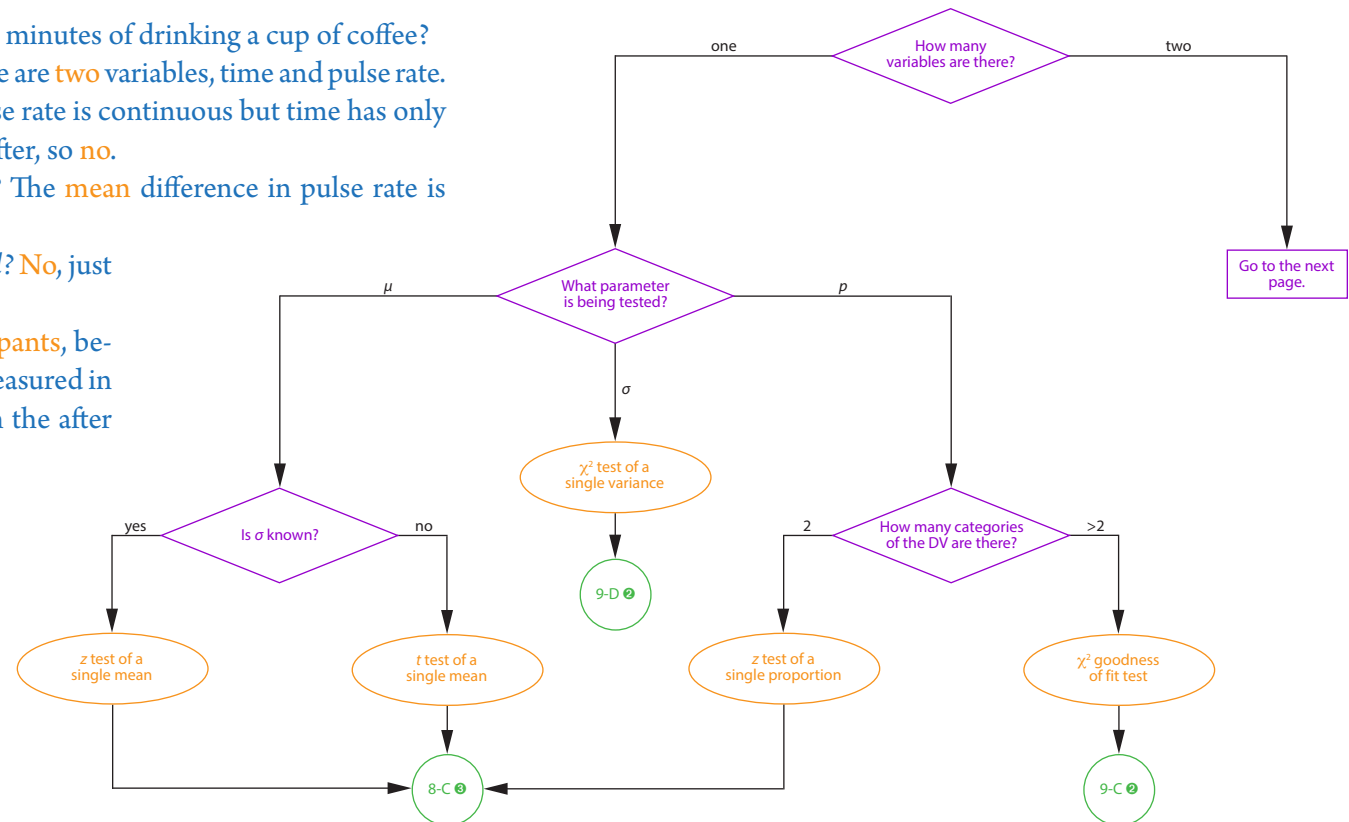 minutes of drinking a cup of coffee?
e are two variables, time and pulse rate.
se rate is continuous but time has only
fter, so no.
? The mean difference in pulse rate is
l? No, just
pants, be-
easured in
n the after
How many
variables are there?
one
two
Go to the next
page.
What parameter
is being tested?
μ
p
σ
χ² test of a
single variance
9-D ❷
Is σ known?
yes
no
How many categories
of the DV are there?
2
>2
z test of a
single mean
t test of a
single mean
z test of a
single proportion
χ² goodness
of fit test
8-C ❸
9-C ❷